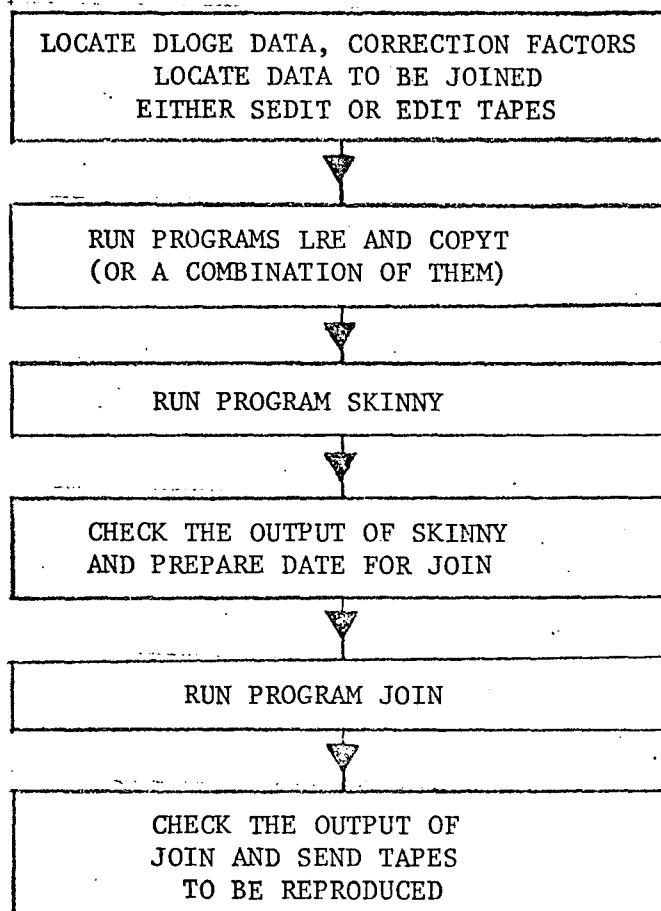 LOCATE DLOGE DATA, CORRECTION FACTORS
LOCATE DATA TO BE JOINED
EITHER SEDIT OR EDIT TAPES
RUN PROGRAMS LRE AND COPYT
(OR A COMBINATION OF THEM)
RUN PROGRAM SKINNY
CHECK THE OUTPUT OF SKINNY
AND PREPARE DATE FOR JOIN
RUN PROGRAM JOIN
CHECK THE OUTPUT OF
JOIN AND SEND TAPES
TO BE REPRODUCED